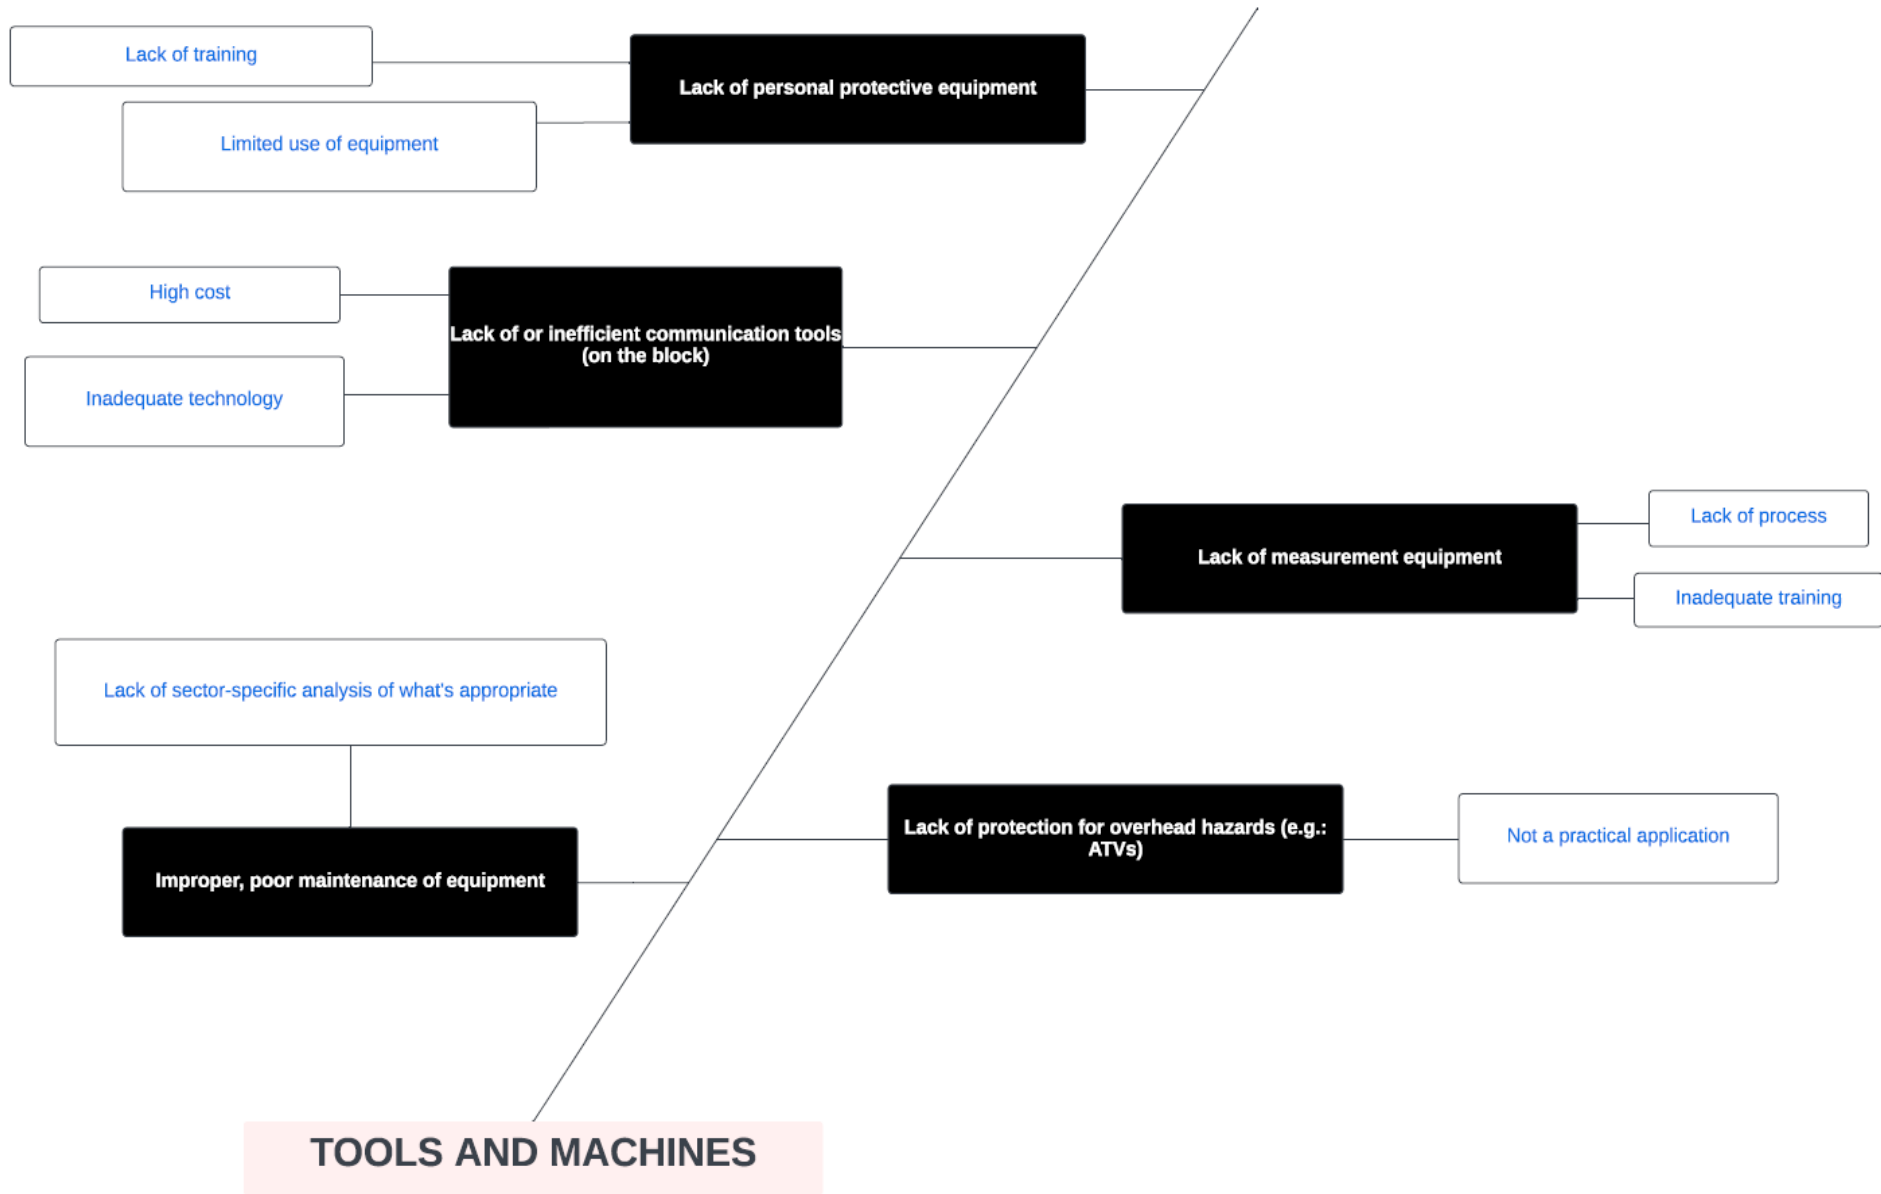 Lack of training
Lack of personal protective equipment
Limited use of equipment
High cost
Lack of or inefficient communication tools
(on the block)
Inadequate technology
Lack of process
Lack of measurement equipment
Inadequate training
Lack of sector-specific analysis of what's appropriate
Lack of protection for overhead hazards (e.g.:
ATVs)
Not a practical application
Improper, poor maintenance of equipment
TOOLS AND MACHINES